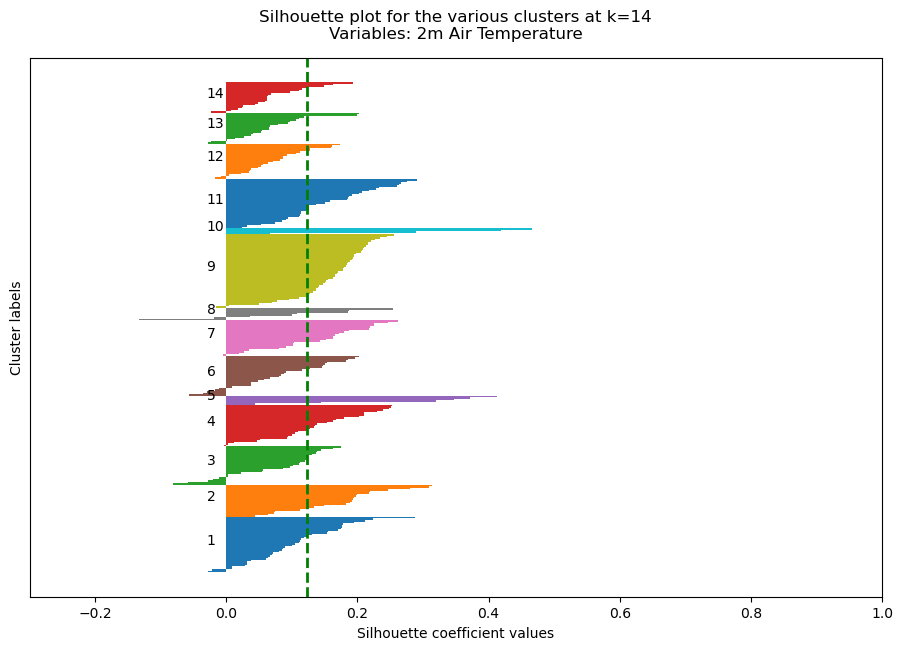 Silhouette plot for the various clusters at k=14
Variables: 2m Air Temperature
Cluster labels
14
13
12
11
10
9
8
7
6
5
4
3
2
1
−0.2 0.0 0.2 0.4 0.6 0.8 1.0
Silhouette coefficient values